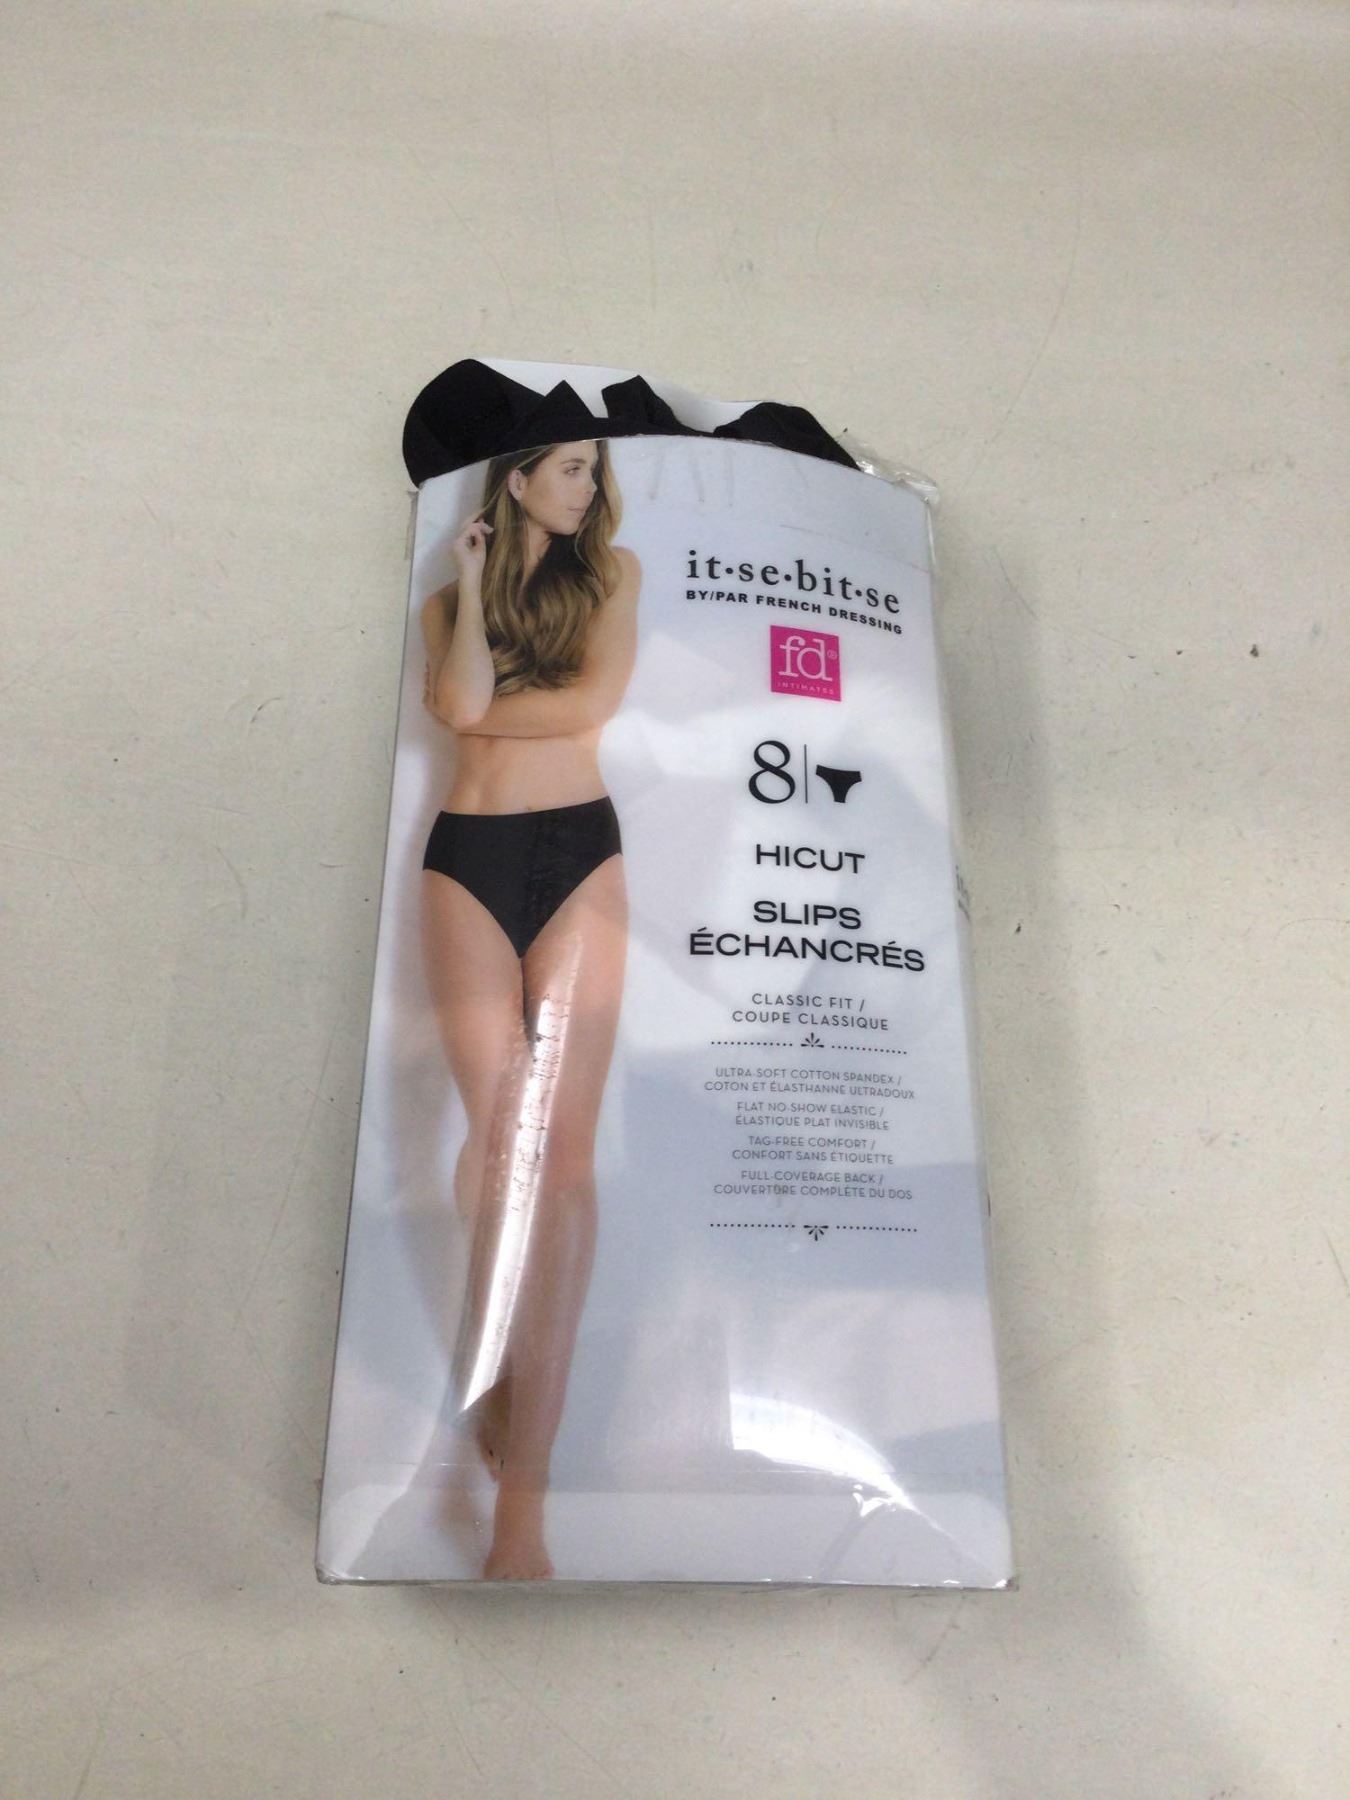 it·se·bit·se
BY/PAR FRENCH DRESSING
fd®
INTIMATES
8
HICUT
SLIPS
ÉCHANCRÉS
CLASSIC FIT /
COUPE CLASSIQUE
ULTRA-SOFT COTTON SPANDEX /
COTON ET ÉLASTHANNE ULTRADOUX
FLAT NO-SHOW ELASTIC /
ÉLASTIQUE PLAT INVISIBLE
TAG-FREE COMFORT /
CONFORT SANS ÉTIQUETTE
FULL-COVERAGE BACK /
COUVERTURE COMPLÈTE DU DOS